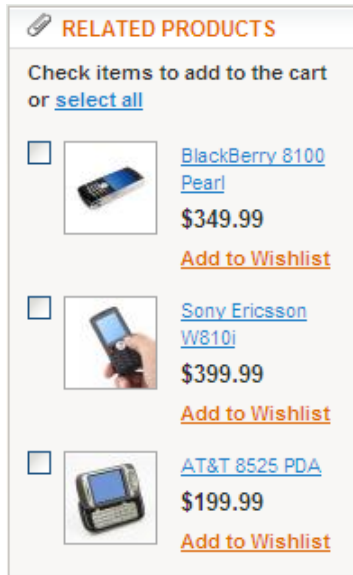 RELATED PRODUCTS
Check items to add to the cart
or select all
BlackBerry 8100
Pearl
$349.99
Add to Wishlist
Sony Ericsson
W810i
$399.99
Add to Wishlist
AT&T 8525 PDA
$199.99
Add to Wishlist